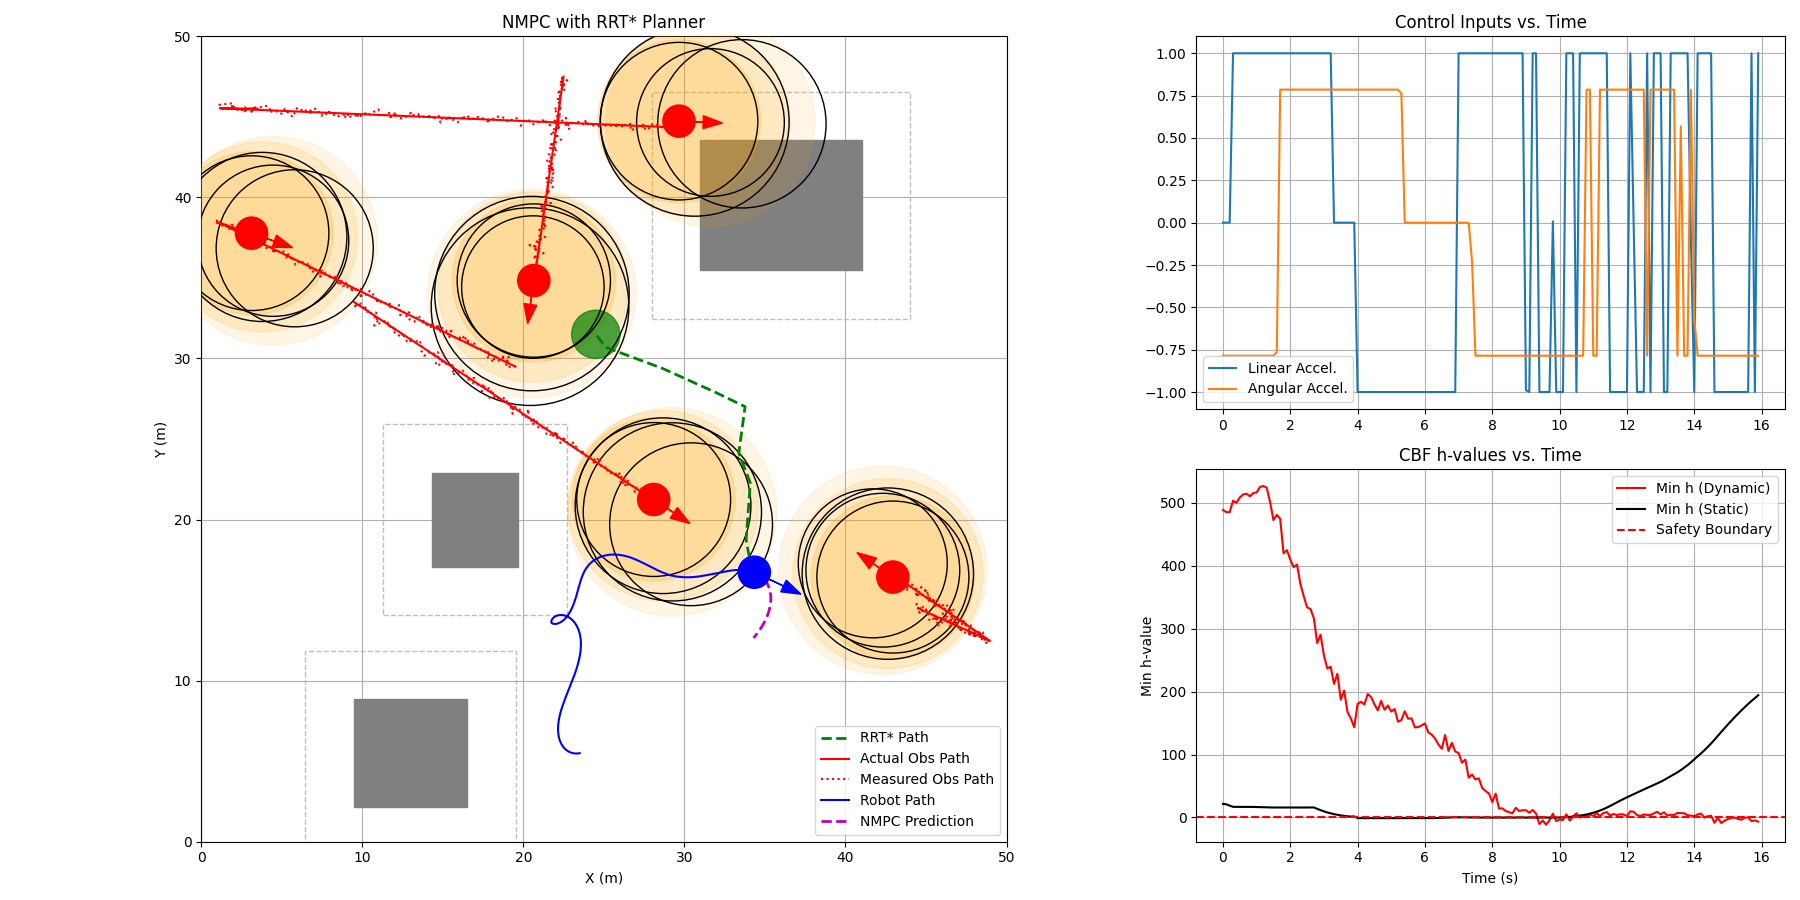 NMPC with RRT* Planner
50
40
30
20
10
0
Y (m)
0 10 20 30 40 50
X (m)
RRT* Path
Actual Obs Path
Measured Obs Path
Robot Path
NMPC Prediction
Control Inputs vs. Time
1.00
0.75
0.50
0.25
0.00
−0.25
−0.50
−0.75
−1.00
Linear Accel.
Angular Accel.
0 2 4 6 8 10 12 14 16
CBF h-values vs. Time
Min h-value
500
400
300
200
100
0
Min h (Dynamic)
Min h (Static)
Safety Boundary
0 2 4 6 8 10 12 14 16
Time (s)